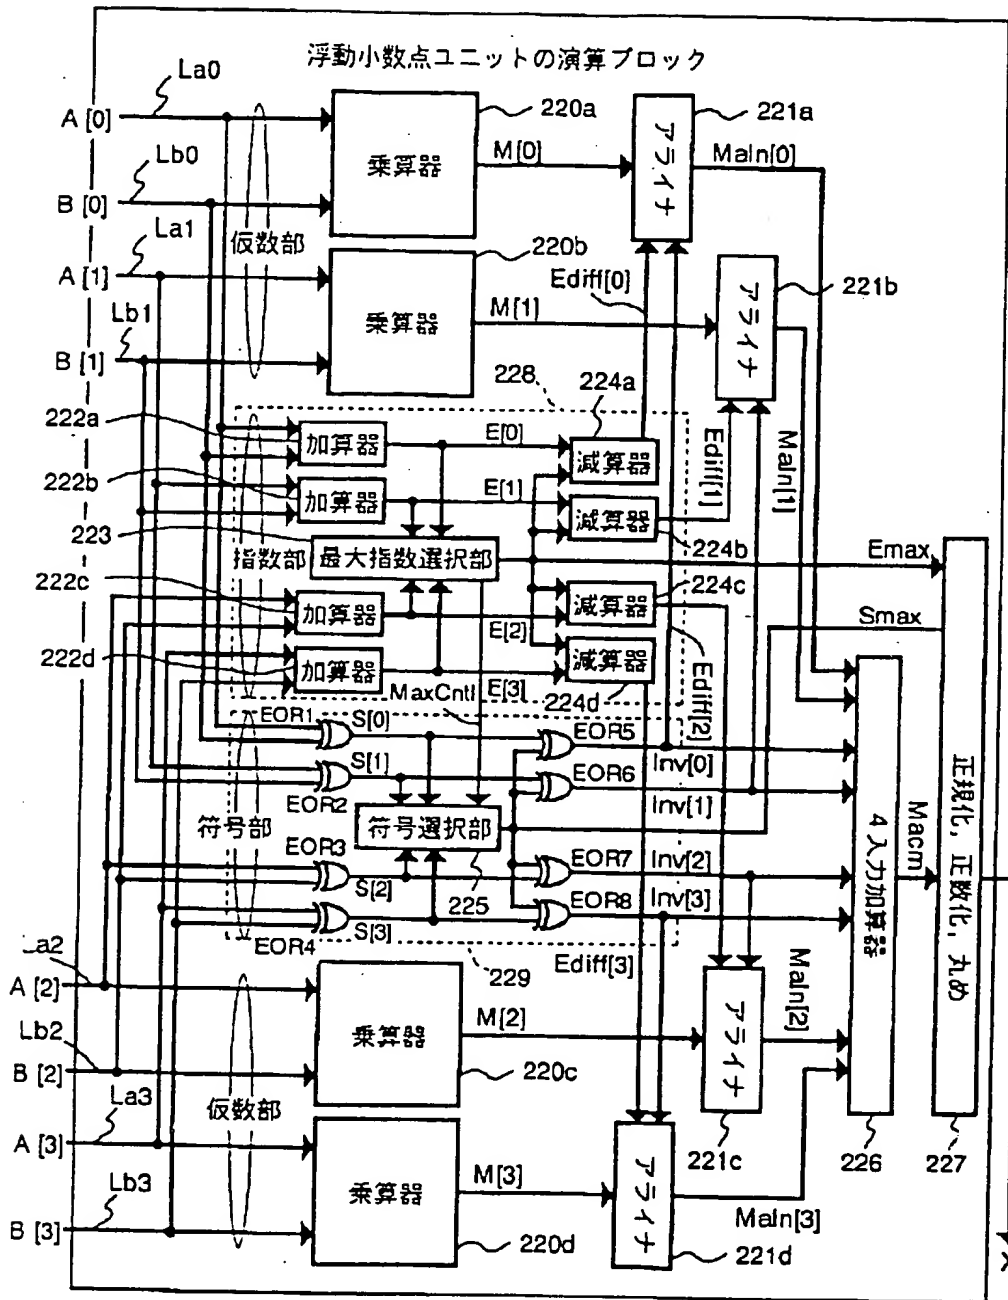 浮動小数点ユニットの演算ブロック
La0
A [0]
220a
221a
乗算器
M[0]
アライナ
Maln[0]
Lb0
B [0]
仮数部
La1
A [1]
220b
Ediff[0]
221b
乗算器
M[1]
アライナ
Lb1
B [1]
228
224a
222a
加算器
E[0]
減算器
Ediff[1]
Maln[1]
222b
加算器
E[1]
減算器
223
224b
指数部
最大指数選択部
Emax
222c
224c
加算器
減算器
E[2]
Smax
222d
加算器
減算器
MaxCntl
E[3]
224d
Ediff[2]
EOR1
S[0]
EOR5
Inv[0]
S[1]
EOR6
EOR2
Inv[1]
符号部
符号選択部
EOR3
EOR7
Inv[2]
S[2]
225
EOR8
Inv[3]
S[3]
EOR4
229
Ediff[3]
4入力加算器
Macm
正規化,正数化,丸め
La2
A [2]
乗算器
M[2]
アライナ
Maln[2]
Lb2
B [2]
220c
La3
仮数部
221c
226
227
A [3]
乗算器
M[3]
アライナ
Maln[3]
Lb3
B [3]
220d
221d
X